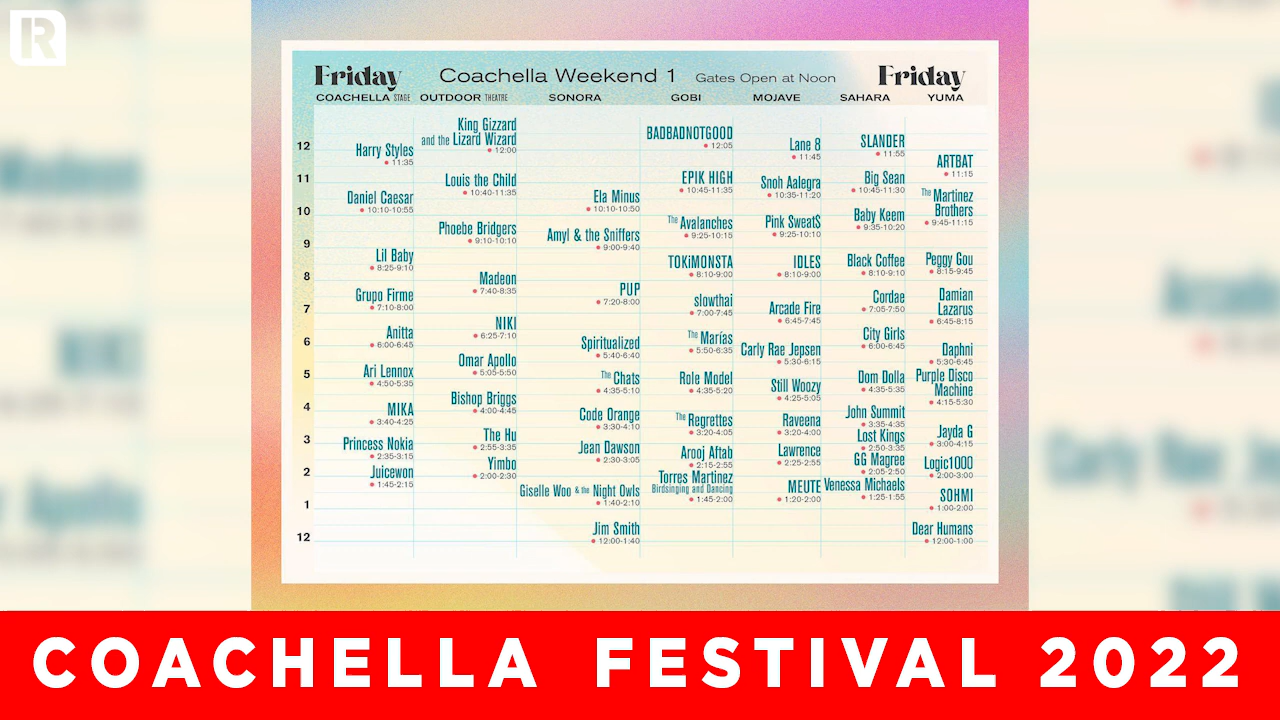 R
Friday Coachella Weekend 1 Gates Open at Noon Friday
COACHELLA STAGE OUTDOOR THEATRE SONORA GOBI MOJAVE SAHARA YUMA
12
11
10
9
8
7
6
5
4
3
2
1
12
Harry Styles
11:35
Daniel Caesar
10:10-10:55
Lil Baby
8:25-9:10
Grupo Firme
7:10-8:00
Anitta
6:00-6:45
Ari Lennox
4:50-5:35
MIKA
3:40-4:25
Princess Nokia
2:35-3:15
Juicewon
1:45-2:15
King Gizzard
and the Lizard Wizard
12:00
Louis the Child
10:40-11:35
Phoebe Bridgers
9:10-10:10
Madeon
7:40-8:35
NIKI
6:25-7:10
Omar Apollo
5:05-5:50
Bishop Briggs
4:00-4:45
The Hu
2:55-3:35
Yimbo
2:00-2:30
Ela Minus
10:10-10:50
Amyl & the Sniffers
9:00-9:40
PUP
7:20-8:00
Spiritualized
5:40-6:40
The Chats
4:35-5:10
Code Orange
3:30-4:10
Jean Dawson
2:30-3:05
Giselle Woo & the Night Owls
1:40-2:10
Jim Smith
12:00-1:40
BADBADNOTGOOD
12:05
EPIK HIGH
10:45-11:35
The Avalanches
9:25-10:15
TOKiMONSTA
8:10-9:00
slowthai
7:00-7:45
The Marías
5:50-6:35
Role Model
4:35-5:20
The Regrettes
3:20-4:05
Arooj Aftab
2:15-2:55
Torres Martinez
Birdsinging and Dancing
1:45-2:00
Lane 8
11:45
Snoh Aalegra
10:35-11:20
Pink Sweat$
9:25-10:10
IDLES
8:10-9:00
Arcade Fire
6:45-7:45
Carly Rae Jepsen
5:30-6:15
Still Woozy
4:25-5:05
Raveena
3:20-4:00
Lawrence
2:25-2:55
MEUTE
1:20-2:00
SLANDER
11:55
Big Sean
10:45-11:30
Baby Keem
9:35-10:20
Black Coffee
8:10-9:10
Cordae
7:05-7:50
City Girls
6:00-6:45
Dom Dolla
4:35-5:35
John Summit
3:35-4:35
Lost Kings
2:50-3:35
GG Magree
2:05-2:50
Venessa Michaels
1:25-1:55
ARTBAT
11:15
The Martinez
Brothers
9:45-11:15
Peggy Gou
8:15-9:45
Damian
Lazarus
6:45-8:15
Daphni
5:30-6:45
Purple Disco
Machine
4:15-5:30
Jayda G
3:00-4:15
Logic1000
2:00-3:00
SOHMI
1:00-2:00
Dear Humans
12:00-1:00
COACHELLA FESTIVAL 2022